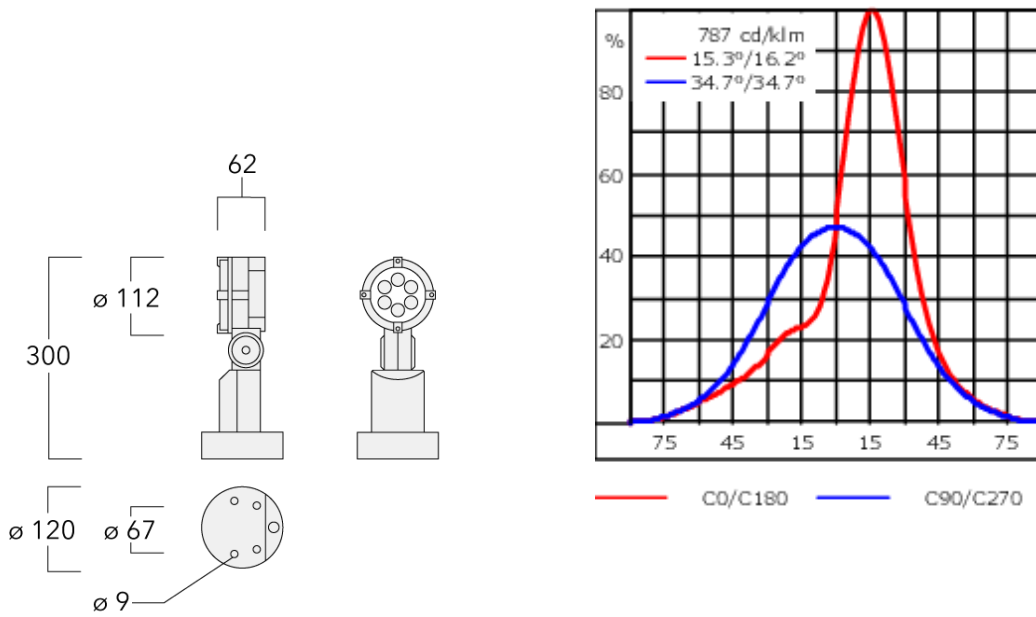 62
ø 112
300
ø 120
ø 67
ø 9
%
787 cd/klm
15.3º/16.2º
34.7º/34.7º
80
60
40
20
75 45 15 15 45 75
C0/C180 C90/C270